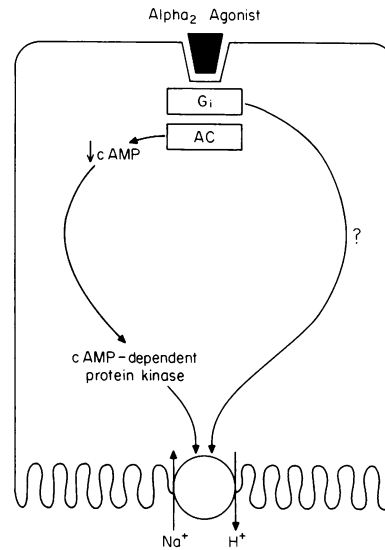 Alpha₂ Agonist
Gi
AC
↓cAMP
?
cAMP-dependent
protein kinase
Na⁺
H⁺